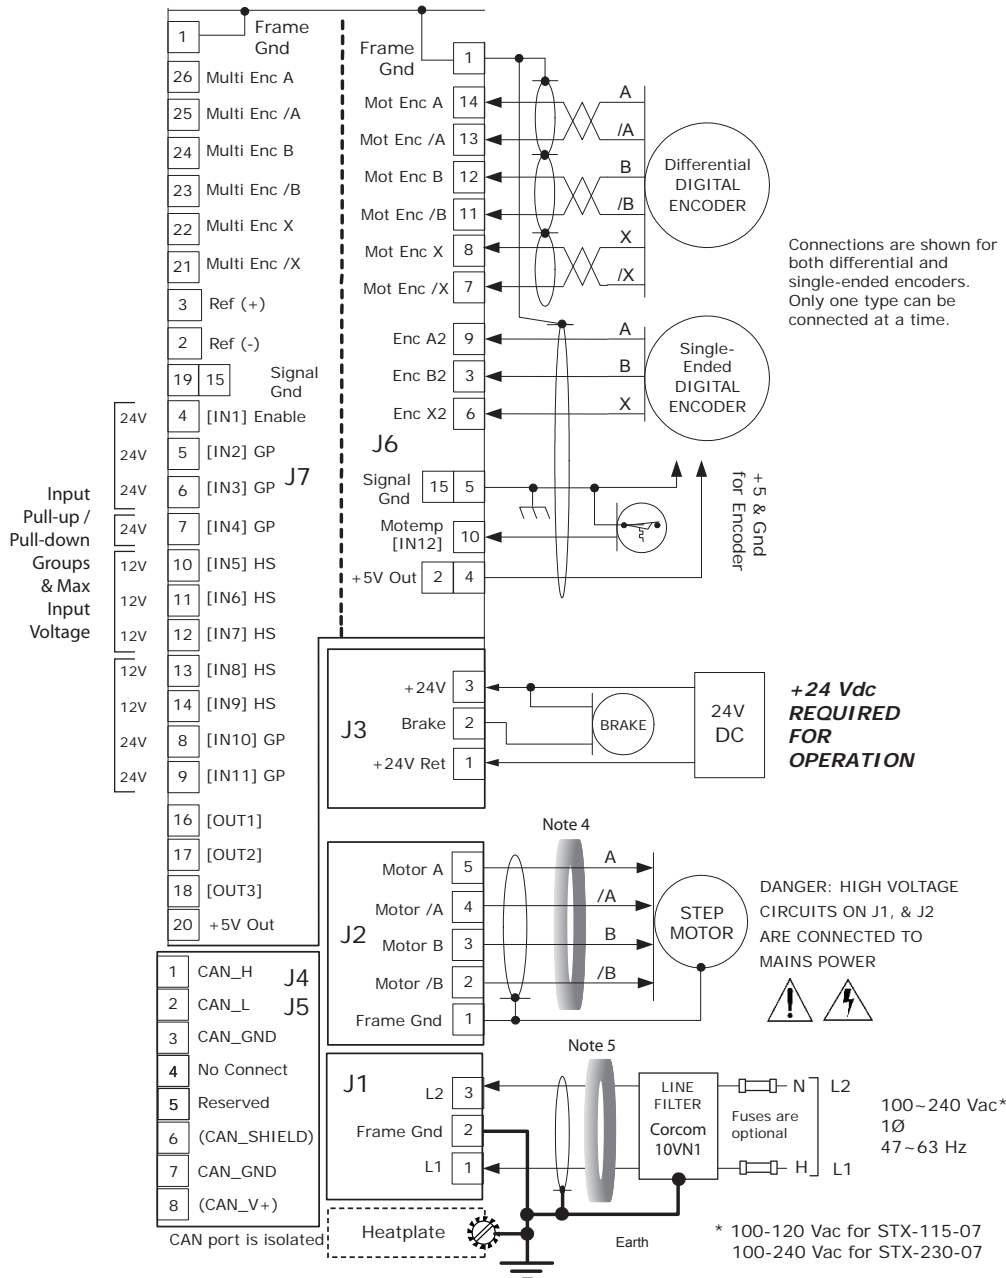 1 Frame
Gnd
26 Multi Enc A
25 Multi Enc /A
24 Multi Enc B
23 Multi Enc /B
22 Multi Enc X
21 Multi Enc /X
3 Ref (+)
2 Ref (-)
19 15 Signal
Gnd
24V 4 [IN1] Enable
24V 5 [IN2] GP
24V 6 [IN3] GP
24V 7 [IN4] GP
12V 10 [IN5] HS
12V 11 [IN6] HS
12V 12 [IN7] HS
12V 13 [IN8] HS
12V 14 [IN9] HS
24V 8 [IN10] GP
24V 9 [IN11] GP
16 [OUT1]
17 [OUT2]
18 [OUT3]
20 +5V Out
J7
Input
Pull-up /
Pull-down
Groups
& Max
Input
Voltage
Frame
Gnd 1
Mot Enc A 14 A
Mot Enc /A 13 /A
Mot Enc B 12 B
Mot Enc /B 11 /B
Mot Enc X 8 X
Mot Enc /X 7 /X
Differential
DIGITAL
ENCODER
Enc A2 9 A
Enc B2 3 B
Enc X2 6 X
Single-
Ended
DIGITAL
ENCODER
J6
Signal
Gnd 15 5
Motemp
[IN12] 10
+5V Out 2 4
+5 & Gnd
for Encoder
Connections are shown for
both differential and
single-ended encoders.
Only one type can be
connected at a time.
J3
+24V 3
Brake 2
+24V Ret 1
BRAKE
24V
DC
+24 Vdc
REQUIRED
FOR
OPERATION
Note 4
J2
Motor A 5 A
Motor /A 4 /A
Motor B 3 B
Motor /B 2 /B
Frame Gnd 1
STEP
MOTOR
DANGER: HIGH VOLTAGE
CIRCUITS ON J1, & J2
ARE CONNECTED TO
MAINS POWER
!
J4
J5
1 CAN_H
2 CAN_L
3 CAN_GND
4 No Connect
5 Reserved
6 (CAN_SHIELD)
7 CAN_GND
8 (CAN_V+)
CAN port is isolated
Note 5
J1
L2 3
Frame Gnd 2
L1 1
LINE
FILTER
Corcom
10VN1
N L2
Fuses are
optional
H L1
100~240 Vac*
1Ø
47~63 Hz
Heatplate
Earth
* 100-120 Vac for STX-115-07
100-240 Vac for STX-230-07